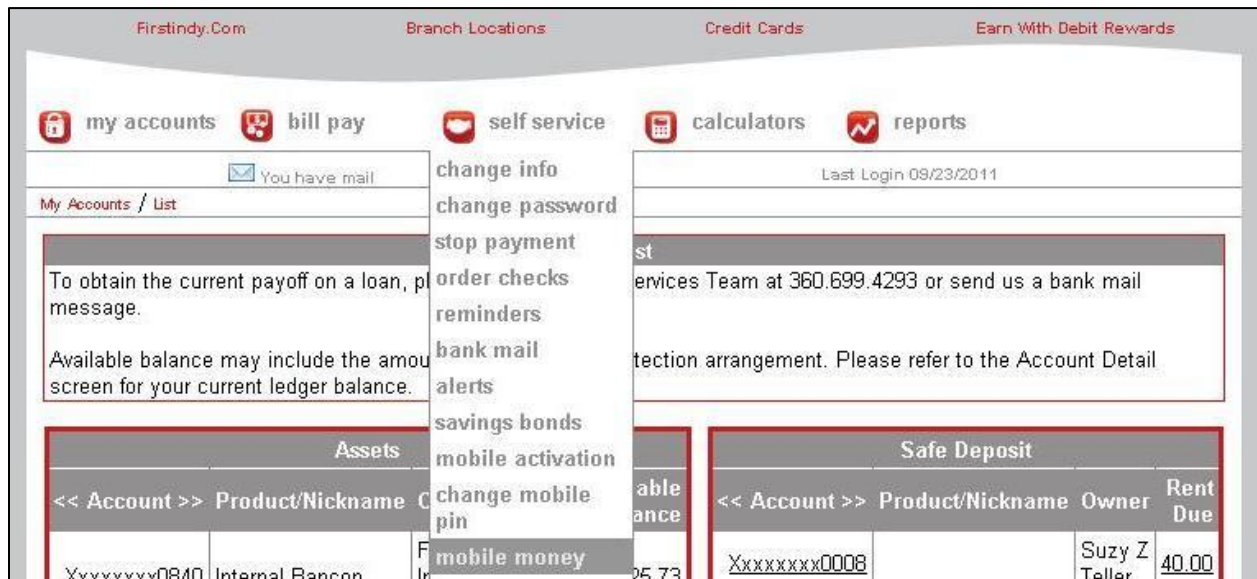 Firstindy.Com Branch Locations Credit Cards Earn With Debit Rewards
my accounts bill pay self service calculators reports
You have mail Last Login 09/23/2011
My Accounts / List
change info
change password
stop payment
order checks
reminders
bank mail
alerts
savings bonds
mobile activation
change mobile
pin
mobile money
st
To obtain the current payoff on a loan, pl ervices Team at 360.699.4293 or send us a bank mail
message.
Available balance may include the amou tection arrangement. Please refer to the Account Detail
screen for your current ledger balance.
Assets
<< Account >> Product/Nickname able
ance
Xxxxxxxx0840 Internal Bancon 25.73
Safe Deposit
<< Account >> Product/Nickname Owner Rent
Due
Xxxxxxxx0008 Suzy Z 40.00
Teller